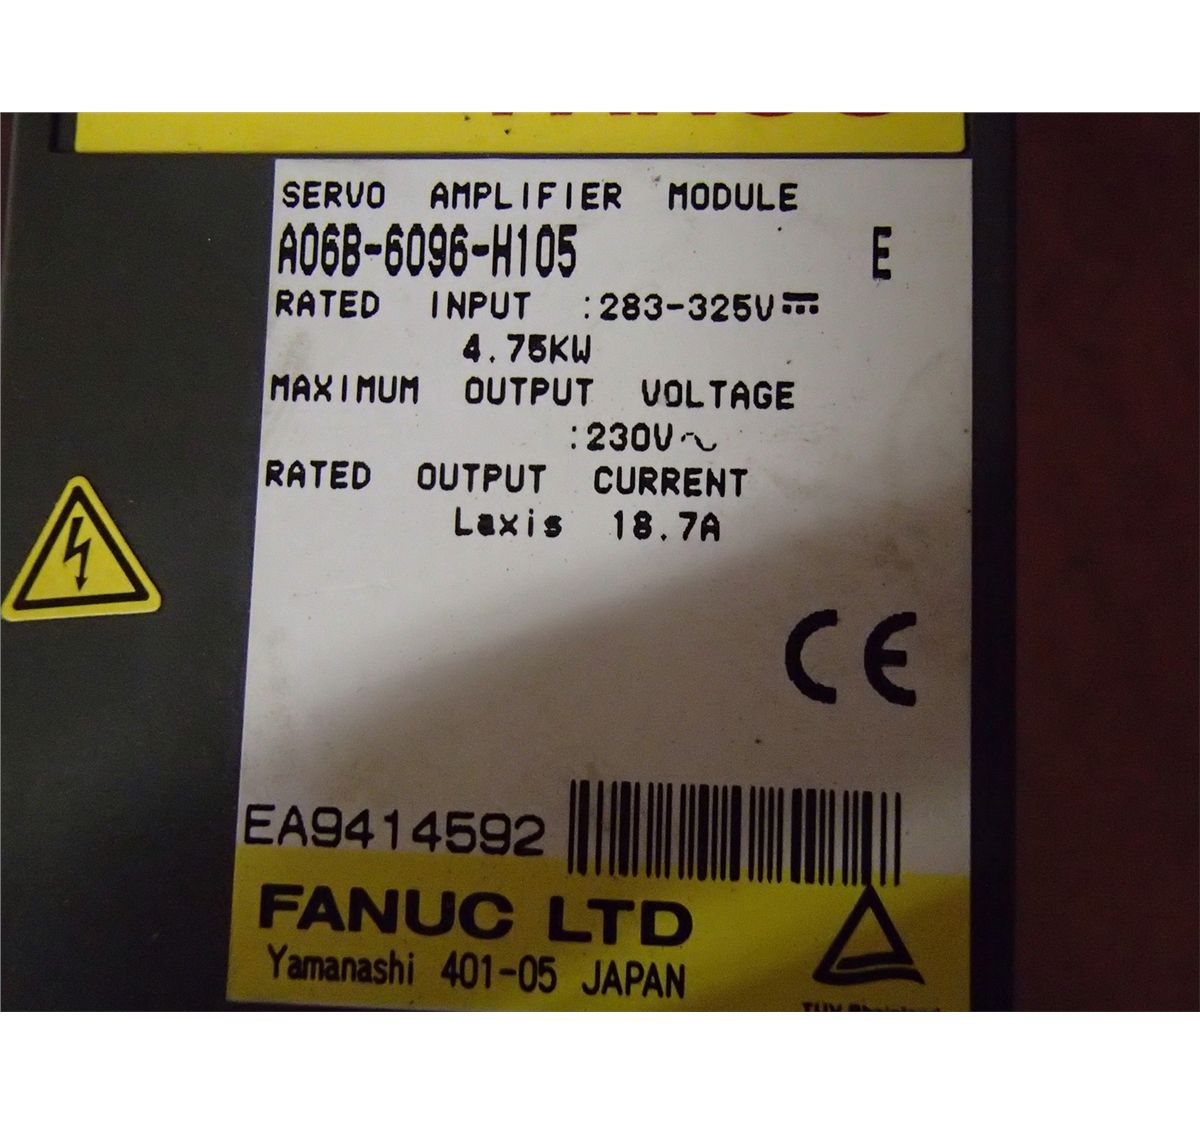 SERVO AMPLIFIER MODULE
A06B-6096-H105 E
RATED INPUT :283-325V⎓
4.75KW
MAXIMUM OUTPUT VOLTAGE
:230V~
RATED OUTPUT CURRENT
Laxis 18.7A
CE
EA9414592
FANUC LTD
Yamanashi 401-05 JAPAN